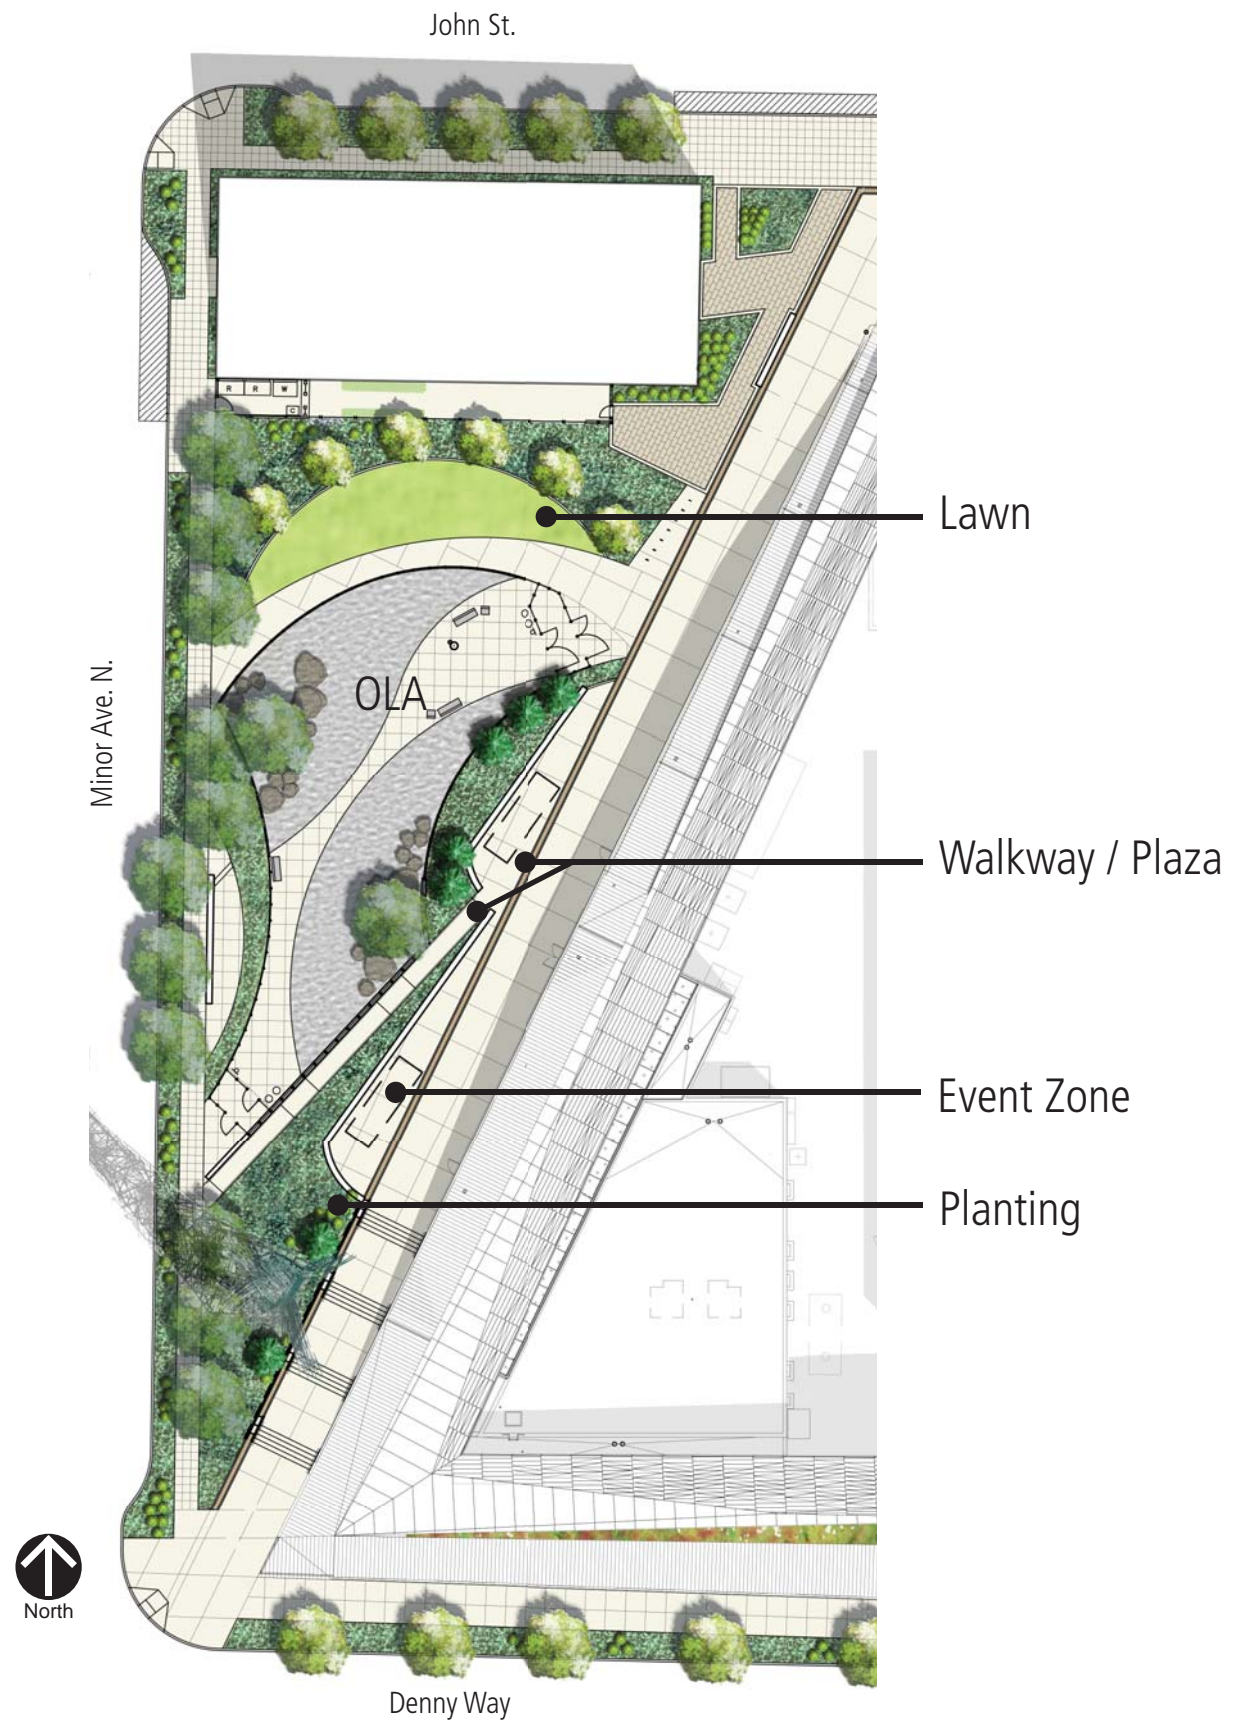 John St.
R R W
C
Lawn
OLA
Minor Ave. N.
Walkway / Plaza
Event Zone
Planting
North
Denny Way